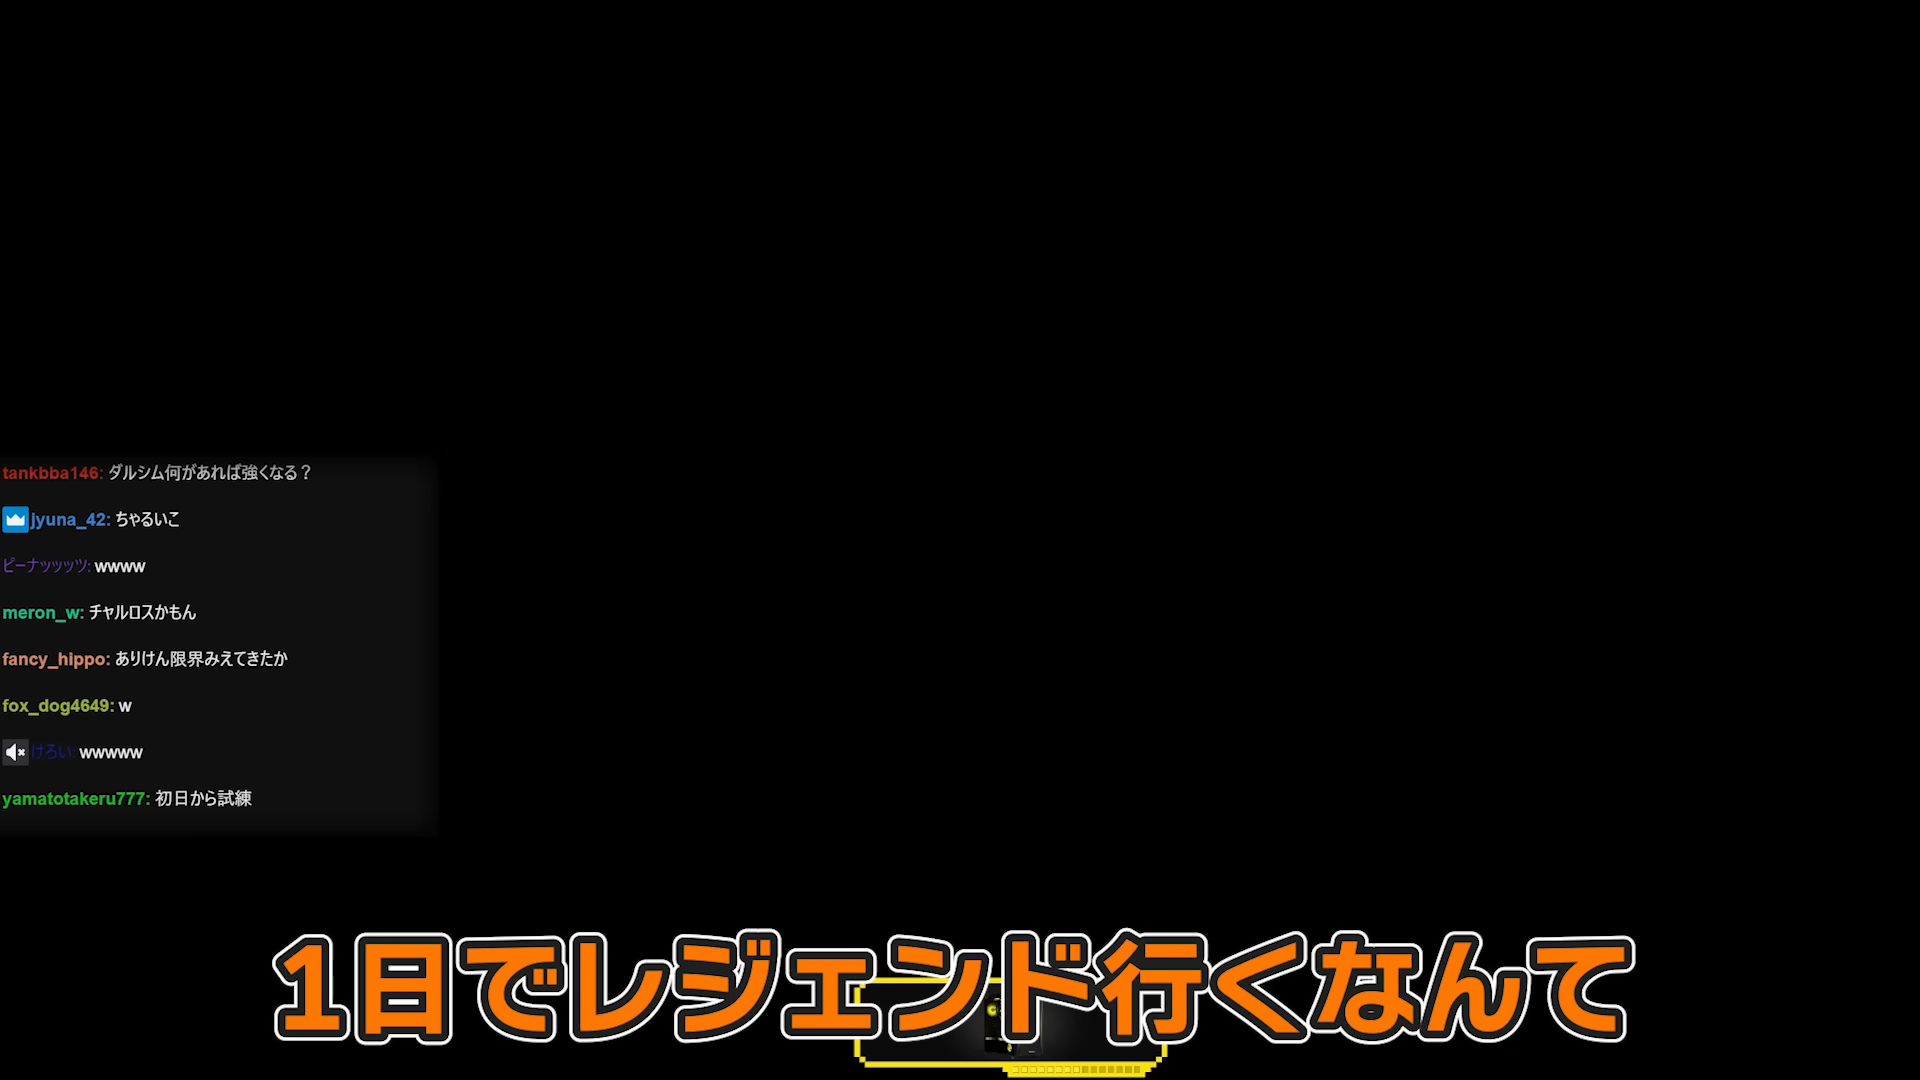 tankbba146: ダルシム何があれば強くなる？
jyuna_42: ちゃるいこ
ピーナッッッツ: wwww
meron_w: チャルロスかもん
fancy_hippo: ありけん限界みえてきたか
fox_dog4649: w
けろい: wwwww
yamatotakeru777: 初日から試練
1日でレジェンド行くなんて